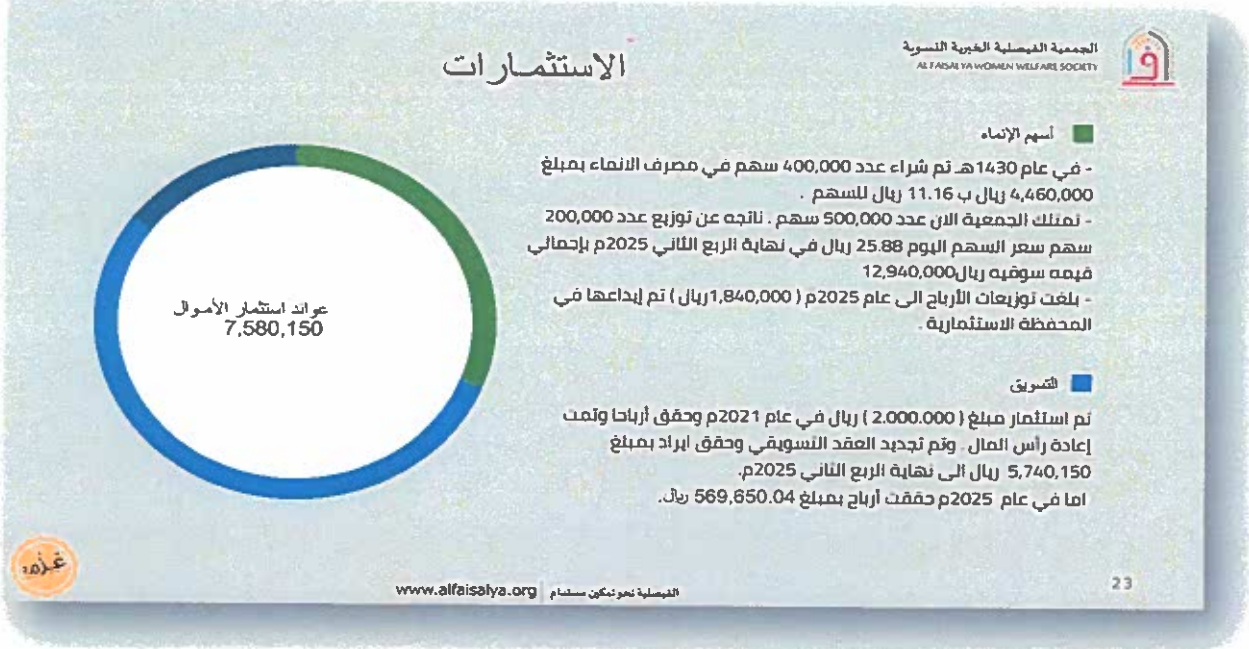 الجمعية الفيصلية الخيرية النسوية
AL FAISALYA WOMEN WELFARE SOCIETY
الاستثمارات
أسهم الإنماء
- في عام 1430هـ تم شراء عدد 400,000 سهم في مصرف الانماء بمبلغ
4,460,000 ريال ب 11.16 ريال للسهم .
- تمتلك الجمعية الان عدد 500,000 سهم . ناتجه عن توزيع عدد 200,000
سهم سعر السهم اليوم 25.88 ريال في نهاية الربع الثاني 2025م بإجمالي
قيمه سوقيه ريال12,940,000
- بلغت توزيعات الأرباح الى عام 2025م ( 1,840,000ريال ) تم إيداعها في
المحفظة الاستثمارية .
عوائد استثمار الأموال
7,580,150
التسويق
تم استثمار مبلغ ( 2.000.000 ) ريال في عام 2021م وحقق أرباحا وتمت
إعادة رأس المال . وتم تجديد العقد التسويقي وحقق ايراد بمبلغ
5,740,150 ريال الى نهاية الربع الثاني 2025م.
اما في عام 2025م حققت أرباح بمبلغ 569,650.04 ريال.
عزم
الفيصلية نحو تمكين مستدام | www.alfaisalya.org
23